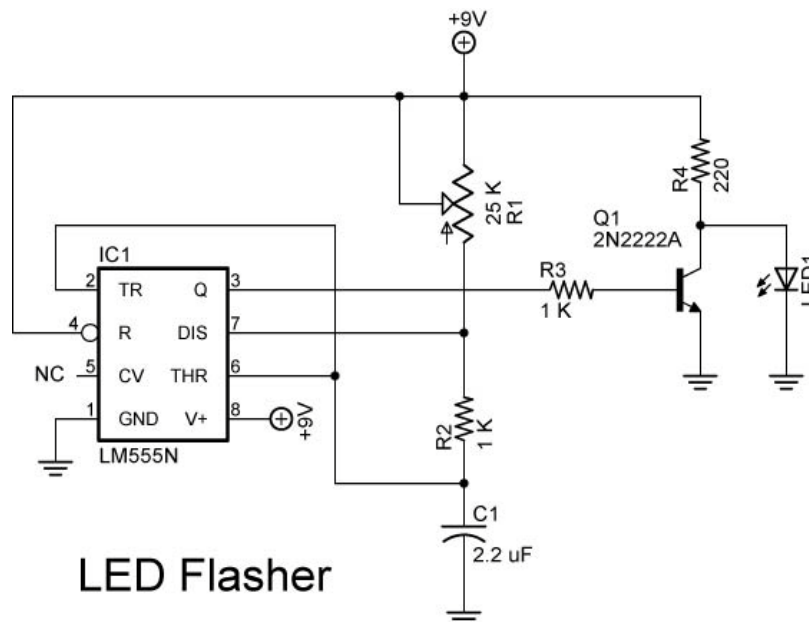 +9V
25 K
R1
R4
220
Q1
2N2222A
LED1
R3
1 K
IC1
2 TR Q 3
4 R DIS 7
NC 5 CV THR 6
1 GND V+ 8
+9V
LM555N
R2
1 K
C1
2.2 uF
LED Flasher